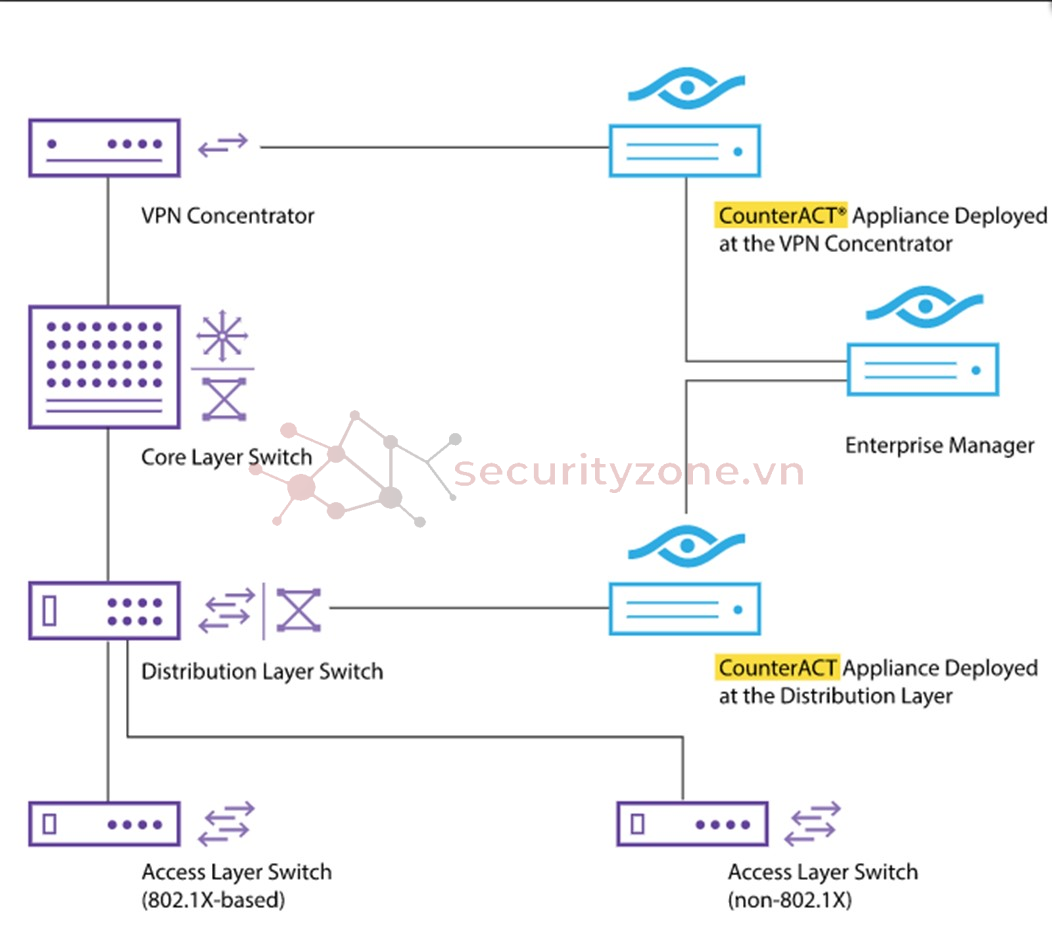 VPN Concentrator
CounterACT® Appliance Deployed
at the VPN Concentrator
Core Layer Switch
Enterprise Manager
securityzone.vn
Distribution Layer Switch
CounterACT Appliance Deployed
at the Distribution Layer
Access Layer Switch
(802.1X-based)
Access Layer Switch
(non-802.1X)